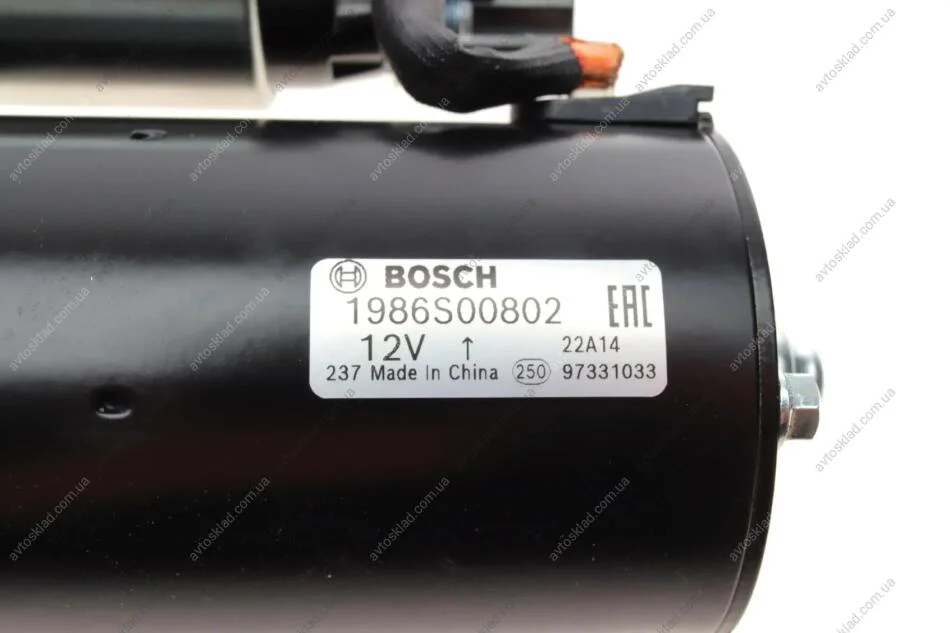 BOSCH
1986S00802
EAC
12V ↑ 22A14
237 Made In China 250 97331033
avtosklad.com.ua